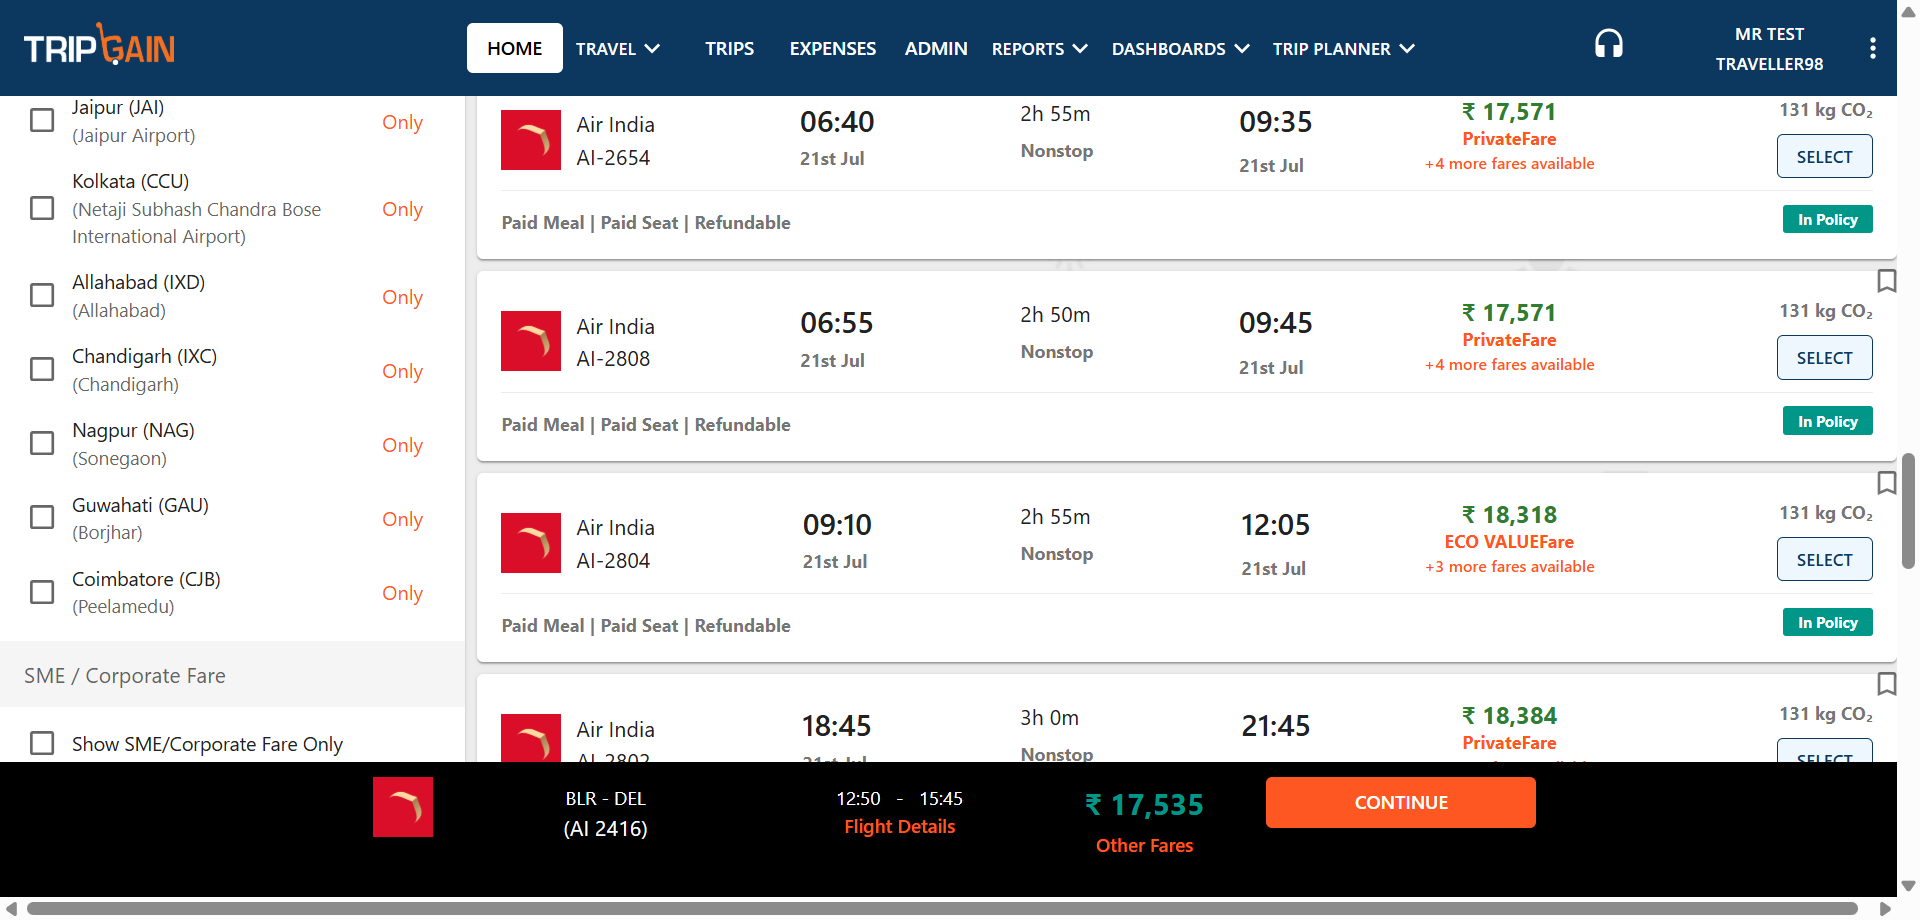 TRIPGAIN
HOME
TRAVEL
TRIPS
EXPENSES
ADMIN
REPORTS
DASHBOARDS
TRIP PLANNER
MR TEST
TRAVELLER98
Jaipur (JAI)
(Jaipur Airport)
Only
Kolkata (CCU)
(Netaji Subhash Chandra Bose
International Airport)
Only
Allahabad (IXD)
(Allahabad)
Only
Chandigarh (IXC)
(Chandigarh)
Only
Nagpur (NAG)
(Sonegaon)
Only
Guwahati (GAU)
(Borjhar)
Only
Coimbatore (CJB)
(Peelamedu)
Only
SME / Corporate Fare
Show SME/Corporate Fare Only
Air India
AI-2654
06:40
21st Jul
2h 55m
Nonstop
09:35
21st Jul
₹ 17,571
PrivateFare
+4 more fares available
131 kg CO₂
SELECT
Paid Meal | Paid Seat | Refundable
In Policy
Air India
AI-2808
06:55
21st Jul
2h 50m
Nonstop
09:45
21st Jul
₹ 17,571
PrivateFare
+4 more fares available
131 kg CO₂
SELECT
Paid Meal | Paid Seat | Refundable
In Policy
Air India
AI-2804
09:10
21st Jul
2h 55m
Nonstop
12:05
21st Jul
₹ 18,318
ECO VALUEFare
+3 more fares available
131 kg CO₂
SELECT
Paid Meal | Paid Seat | Refundable
In Policy
Air India
AI-2802
18:45
21st Jul
3h 0m
Nonstop
21:45
₹ 18,384
PrivateFare
131 kg CO₂
SELECT
BLR - DEL
(AI 2416)
12:50 - 15:45
Flight Details
₹ 17,535
Other Fares
CONTINUE